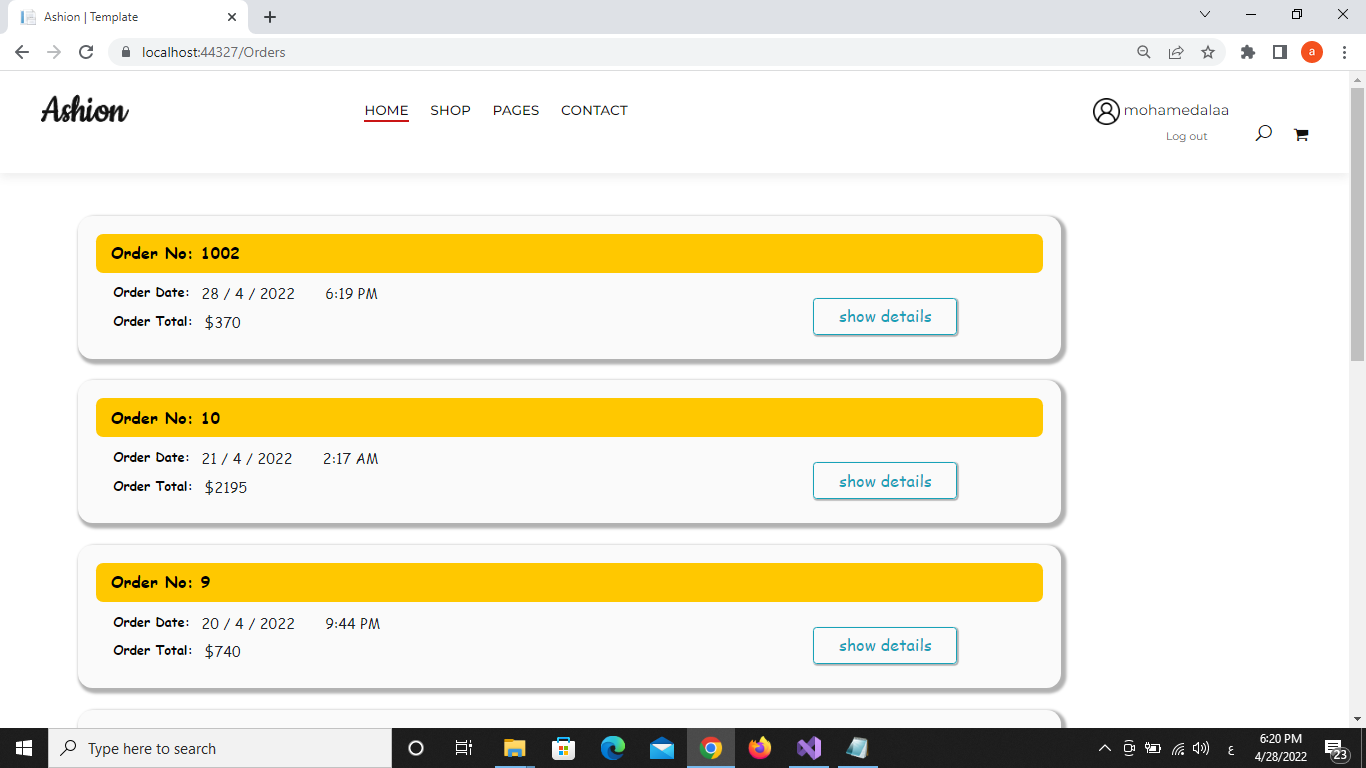 Ashion | Template
localhost:44327/Orders
a
Ashion
HOME SHOP PAGES CONTACT
mohamedalaa
Log out
Order No: 1002
Order Date: 28 / 4 / 2022 6:19 PM
Order Total: $370
show details
Order No: 10
Order Date: 21 / 4 / 2022 2:17 AM
Order Total: $2195
show details
Order No: 9
Order Date: 20 / 4 / 2022 9:44 PM
Order Total: $740
show details
Type here to search
ع
6:20 PM
4/28/2022
23